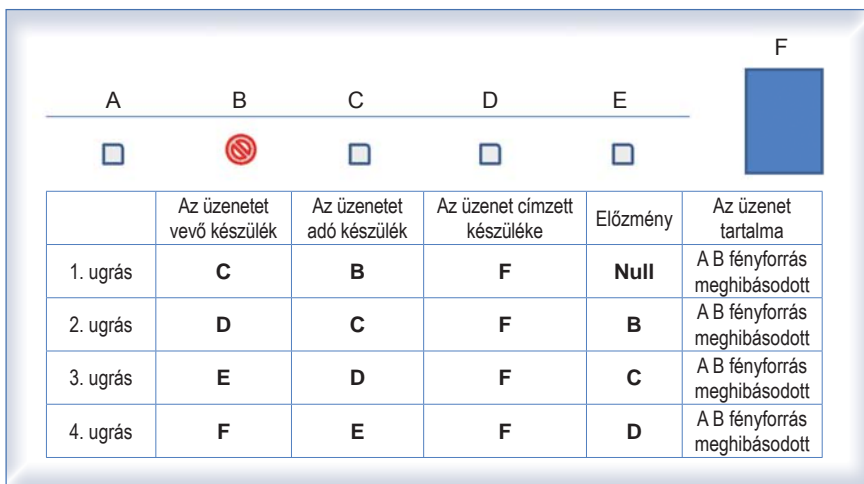 F
A B C D E
Az üzenetet vevő készülék Az üzenetet adó készülék Az üzenet címzett készüléke Előzmény Az üzenet tartalma
1. ugrás C B F Null A B fényforrás meghibásodott
2. ugrás D C F B A B fényforrás meghibásodott
3. ugrás E D F C A B fényforrás meghibásodott
4. ugrás F E F D A B fényforrás meghibásodott